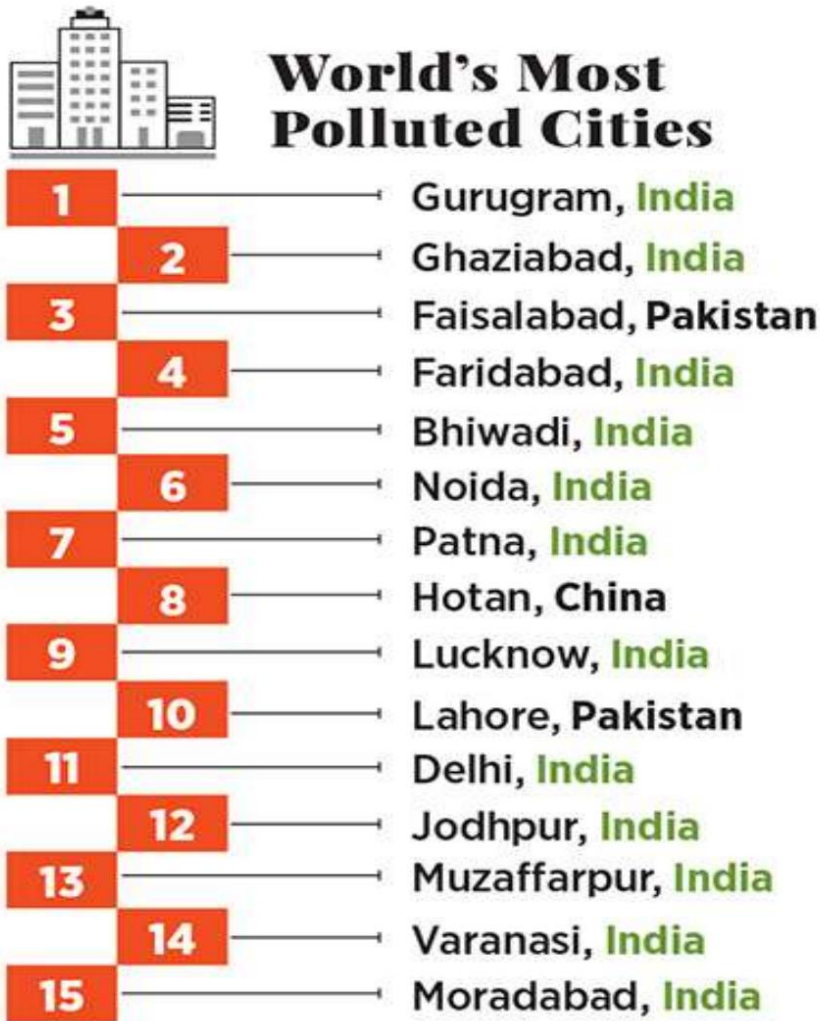 World's Most
Polluted Cities
1 Gurugram, India
2 Ghaziabad, India
3 Faisalabad, Pakistan
4 Faridabad, India
5 Bhiwadi, India
6 Noida, India
7 Patna, India
8 Hotan, China
9 Lucknow, India
10 Lahore, Pakistan
11 Delhi, India
12 Jodhpur, India
13 Muzaffarpur, India
14 Varanasi, India
15 Moradabad, India